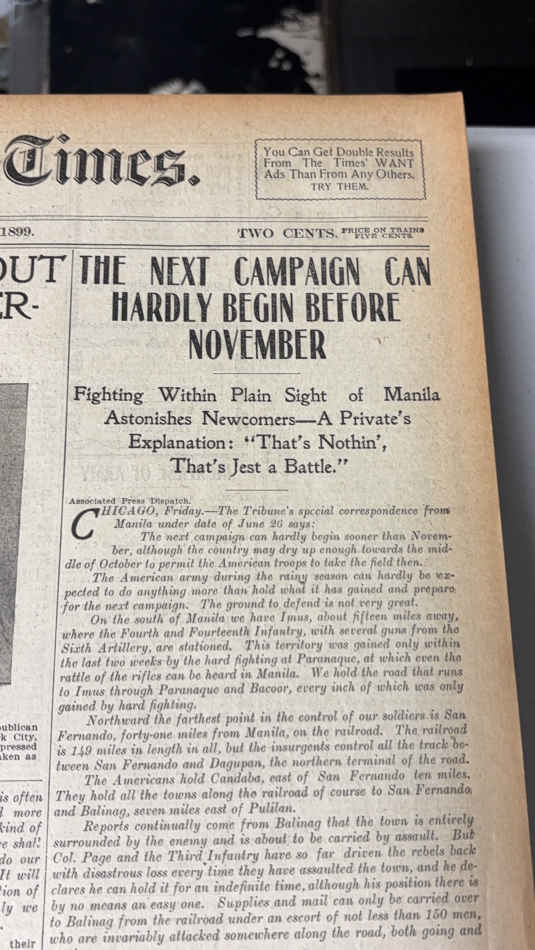 Times.
You Can Get Double Results
From The Times' WANT
Ads Than From Any Others.
TRY THEM.
1899.
TWO CENTS. PRICE ON TRAINS
FIVE CENTS.
OUT
ER-
THE NEXT CAMPAIGN CAN
HARDLY BEGIN BEFORE
NOVEMBER
Fighting Within Plain Sight of Manila
Astonishes Newcomers—A Private's
Explanation: "That's Nothin',
That's Jest a Battle."
Associated Press Dispatch.
CHICAGO, Friday.—The Tribune's special correspondence from
Manila under date of June 26 says:
The next campaign can hardly begin sooner than Novem-
ber, although the country may dry up enough towards the mid-
dle of October to permit the American troops to take the field then.
The American army during the rainy season can hardly be ex-
pected to do anything more than hold what it has gained and prepare
for the next campaign. The ground to defend is not very great.
On the south of Manila we have Imus, about fifteen miles away,
where the Fourth and Fourteenth Infantry, with several guns from the
Sixth Artillery, are stationed. This territory was gained only within
the last two weeks by the hard fighting at Paranaque, at which even the
rattle of the rifles can be heard in Manila. We hold the road that runs
to Imus through Paranaque and Bacoor, every inch of which was only
gained by hard fighting.
Northward the farthest point in the control of our soldiers is San
Fernando, forty-one miles from Manila, on the railroad. The railroad
is 149 miles in length in all, but the insurgents control all the track be-
tween San Fernando and Dagupan, the northern terminal of the road.
The Americans hold Candaba, east of San Fernando ten miles.
They hold all the towns along the railroad of course to San Fernando
and Balinag, seven miles east of Pulilan.
Reports continually come from Balinag that the town is entirely
surrounded by the enemy and is about to be carried by assault. But
Col. Page and the Third Infantry have so far driven the rebels back
with disastrous loss every time they have assaulted the town, and he de-
clares he can hold it for an indefinite time, although his position there is
by no means an easy one. Supplies and mail can only be carried over
to Balinag from the railroad under an escort of not less than 150 men,
who are invariably attacked somewhere along the road, both going and
publican
k City,
pressed
aken as
is often
d more
kind of
ve shall
do our
It will
tion of
ly we
their